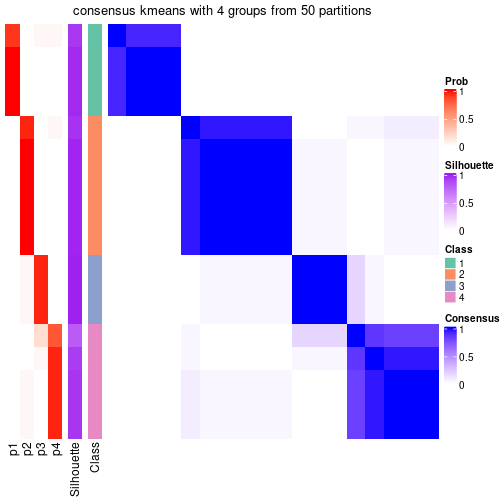 consensus kmeans with 4 groups from 50 partitions
Prob
1
0.5
0
Silhouette
1
0.5
0
Class
1
2
3
4
Consensus
1
0.5
0
p1
p2
p3
p4
Silhouette
Class